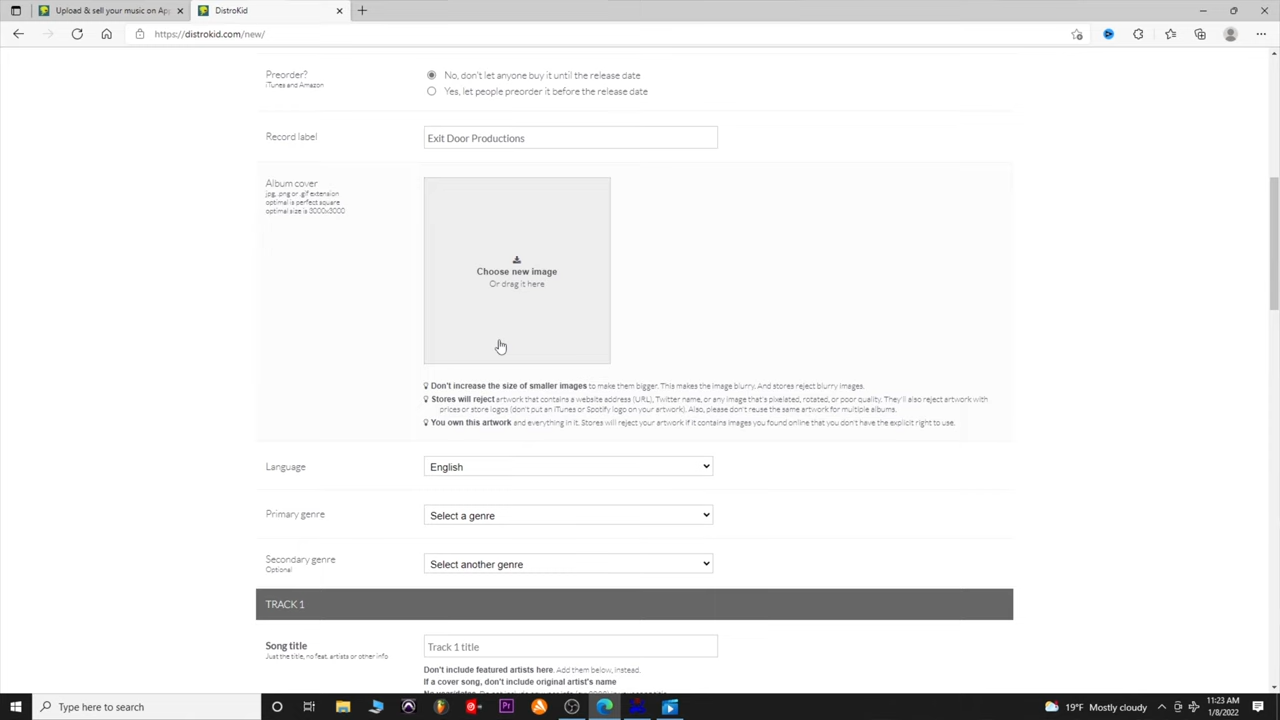 Upload & sell your music on App
DistroKid
https://distrokid.com/new/
Preorder?
iTunes and Amazon
No, don't let anyone buy it until the release date
Yes, let people preorder it before the release date
Record label
Exit Door Productions
Album cover
jpg, .png or .gif extension
optimal is perfect square
optimal size is 3000x3000
Choose new image
Or drag it here
Don't increase the size of smaller images to make them bigger. This makes the image blurry. And stores reject blurry images.
Stores will reject artwork that contains a website address (URL), Twitter name, or any image that's pixelated, rotated, or poor quality. They'll also reject artwork with
prices or store logos (don't put an iTunes or Spotify logo on your artwork). Also, please don't reuse the same artwork for multiple albums.
You own this artwork and everything in it. Stores will reject your artwork if it contains images you found online that you don't have the explicit right to use.
Language
English
Primary genre
Select a genre
Secondary genre
Optional
Select another genre
TRACK 1
Song title
Just the title, no feat. artists or other info
Track 1 title
Don't include featured artists here. Add them below, instead.
If a cover song, don't include original artist's name
Type here to search
19°F Mostly cloudy
11:23 AM
1/8/2022